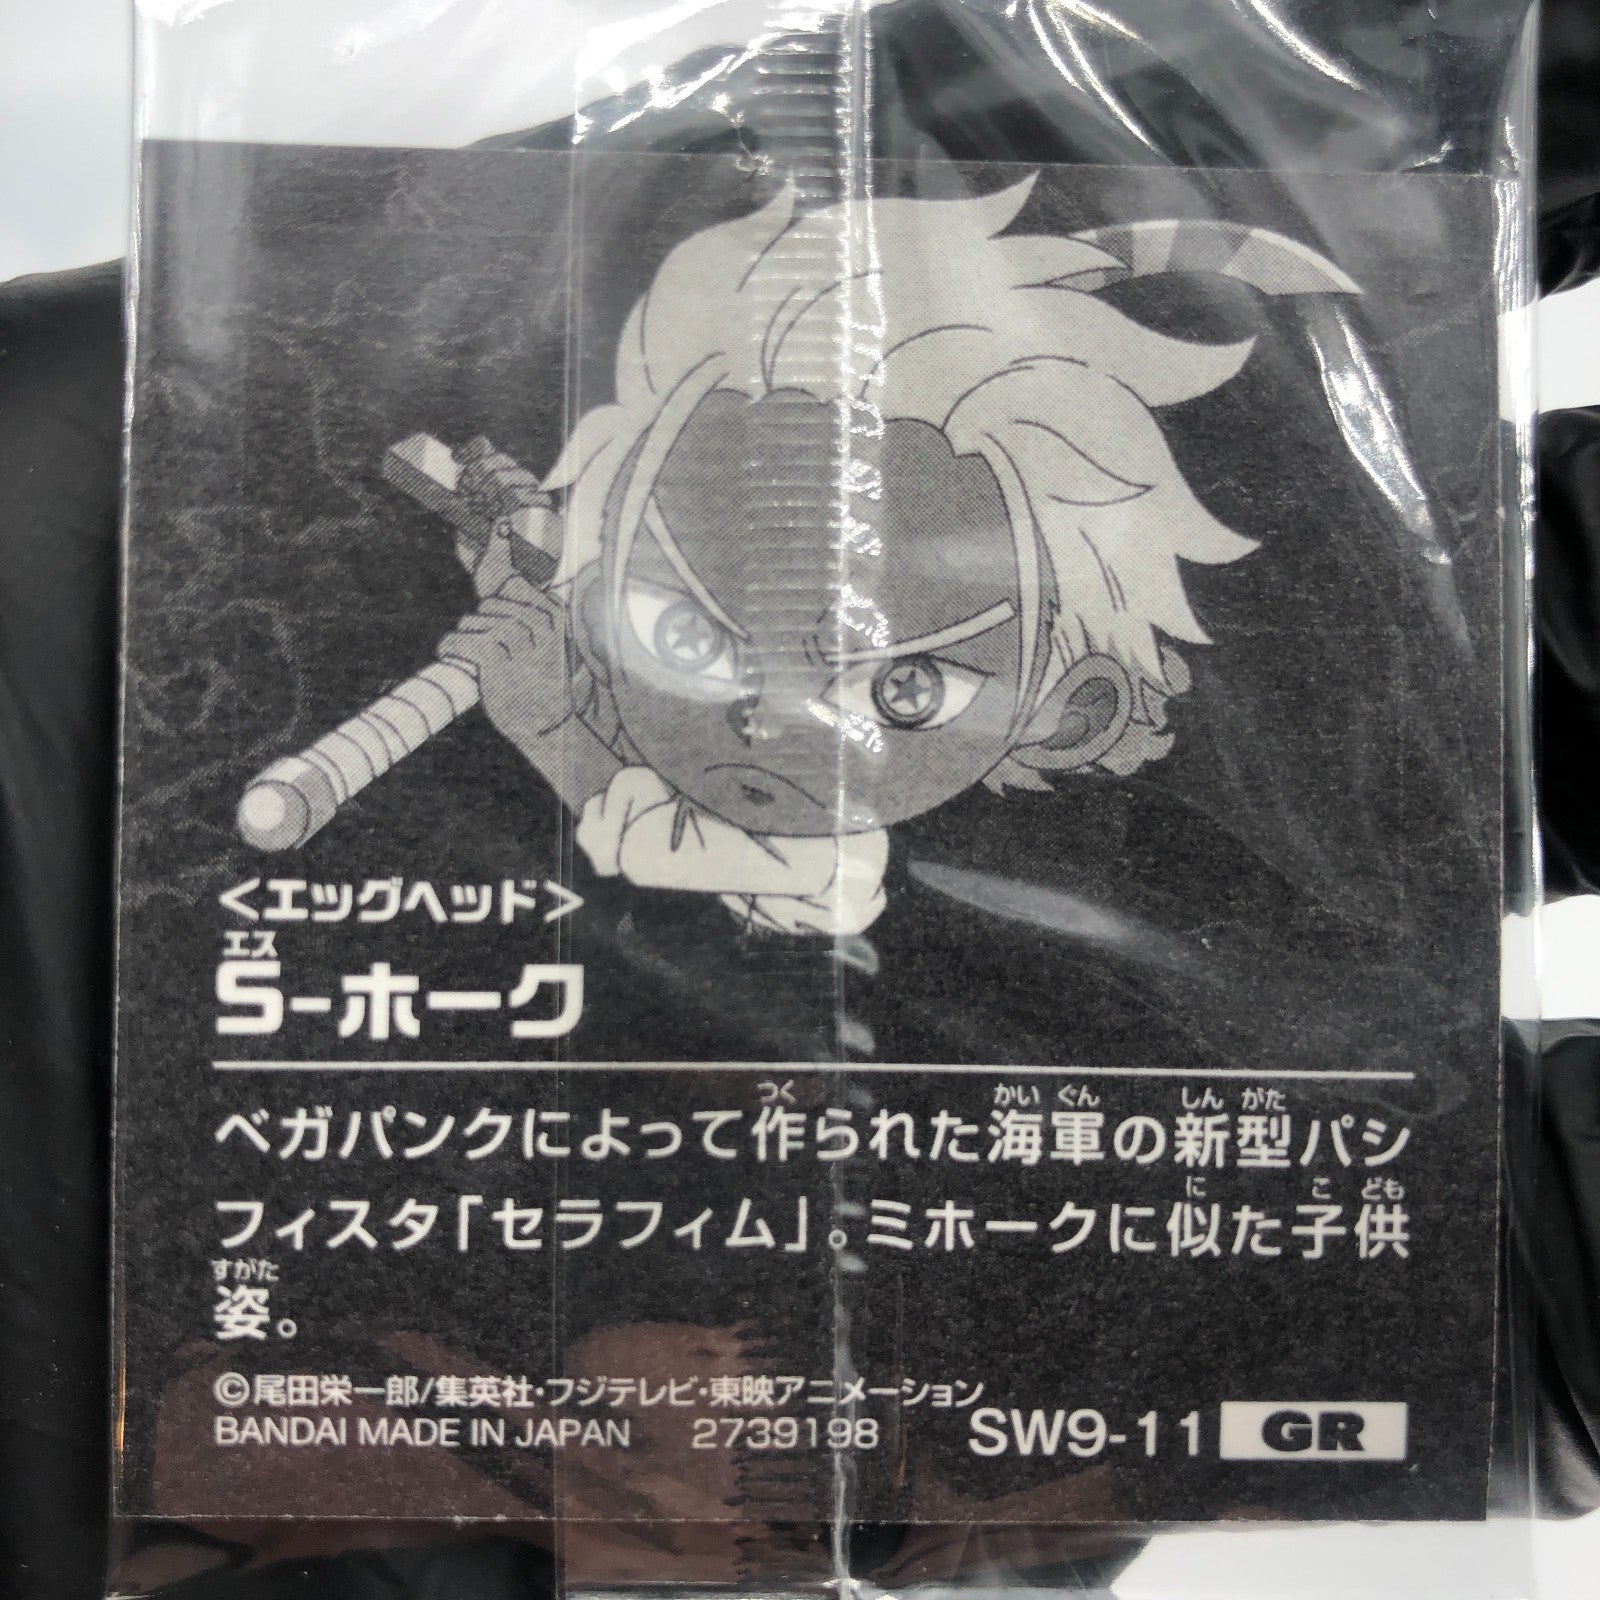 <エッグヘッド>
エス
S-ホーク
つく かい ぐん しん がた
ベガパンクによって作られた海軍の新型パシ
に こ ども
フィスタ「セラフィム」。ミホークに似た子供
すがた
姿。
©尾田栄一郎/集英社・フジテレビ・東映アニメーション
BANDAI MADE IN JAPAN 2739198
SW9-11 GR